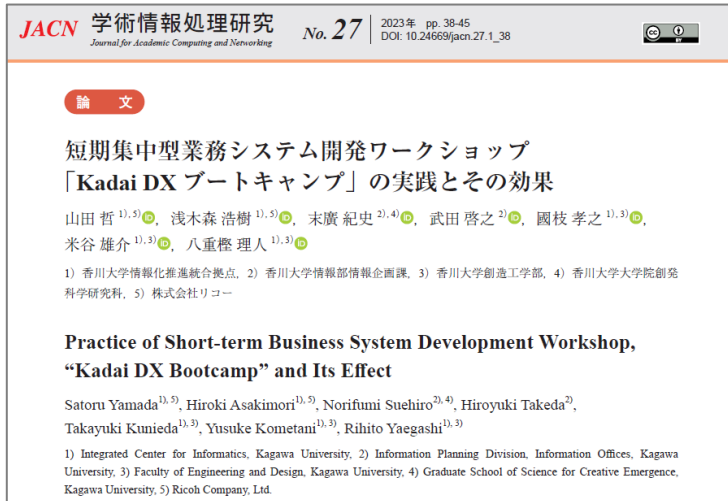 JACN 学術情報処理研究 No. 27 2023年 pp. 38-45
Journal for Academic Computing and Networking DOI: 10.24669/jacn.27.1_38
cc BY
論 文
短期集中型業務システム開発ワークショップ
「Kadai DX ブートキャンプ」の実践とその効果
山田 哲 1), 5) iD, 浅木森 浩樹 1), 5) iD, 末廣 紀史 2), 4) iD, 武田 啓之 2) iD, 國枝 孝之 1), 3) iD,
米谷 雄介 1), 3) iD, 八重樫 理人 1), 3) iD
1）香川大学情報化推進統合拠点，2）香川大学情報部情報企画課，3）香川大学創造工学部，4）香川大学大学院創発
科学研究科，5）株式会社リコー
Practice of Short-term Business System Development Workshop,
“Kadai DX Bootcamp” and Its Effect
Satoru Yamada1), 5), Hiroki Asakimori1), 5), Norifumi Suehiro2), 4), Hiroyuki Takeda2),
Takayuki Kunieda1), 3), Yusuke Kometani1), 3), Rihito Yaegashi1), 3)
1) Integrated Center for Informatics, Kagawa University, 2) Information Planning Division, Information Offices, Kagawa
University, 3) Faculty of Engineering and Design, Kagawa University, 4) Graduate School of Science for Creative Emergence,
Kagawa University, 5) Ricoh Company, Ltd.